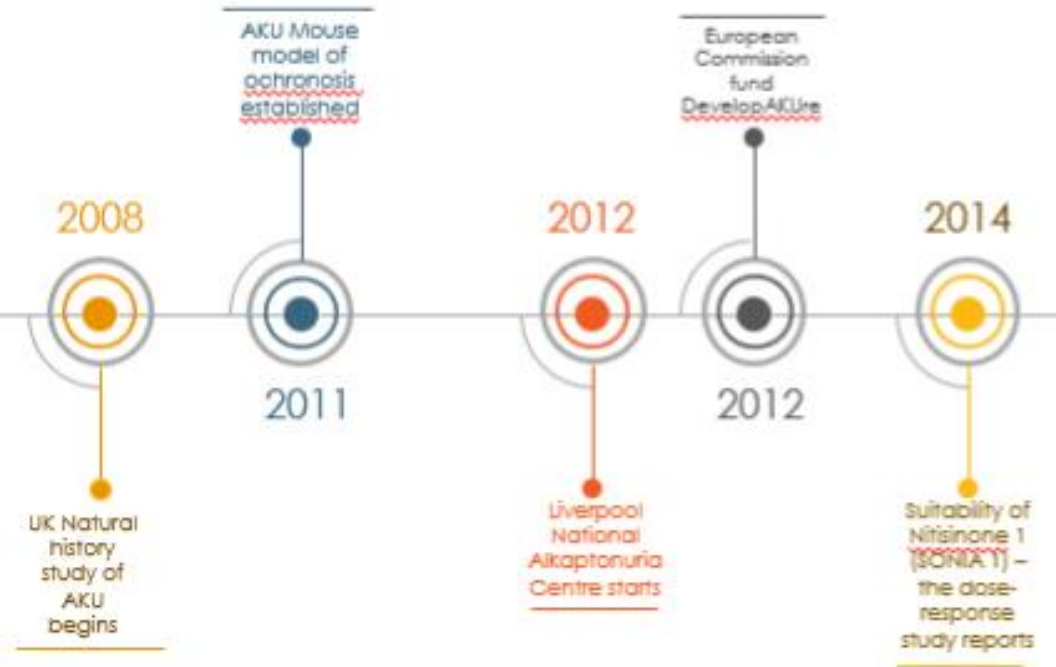 AKU Mouse
model of
ochronosis
established
European
Commission
fund
DevelopAKUre
2008
2012
2014
2011
2012
UK Natural
history
study of
AKU
begins
Liverpool
National
Alkaptonuria
Centre starts
Suitability of
Nitisinone 1
(SONIA 1) –
the dose-
response
study reports